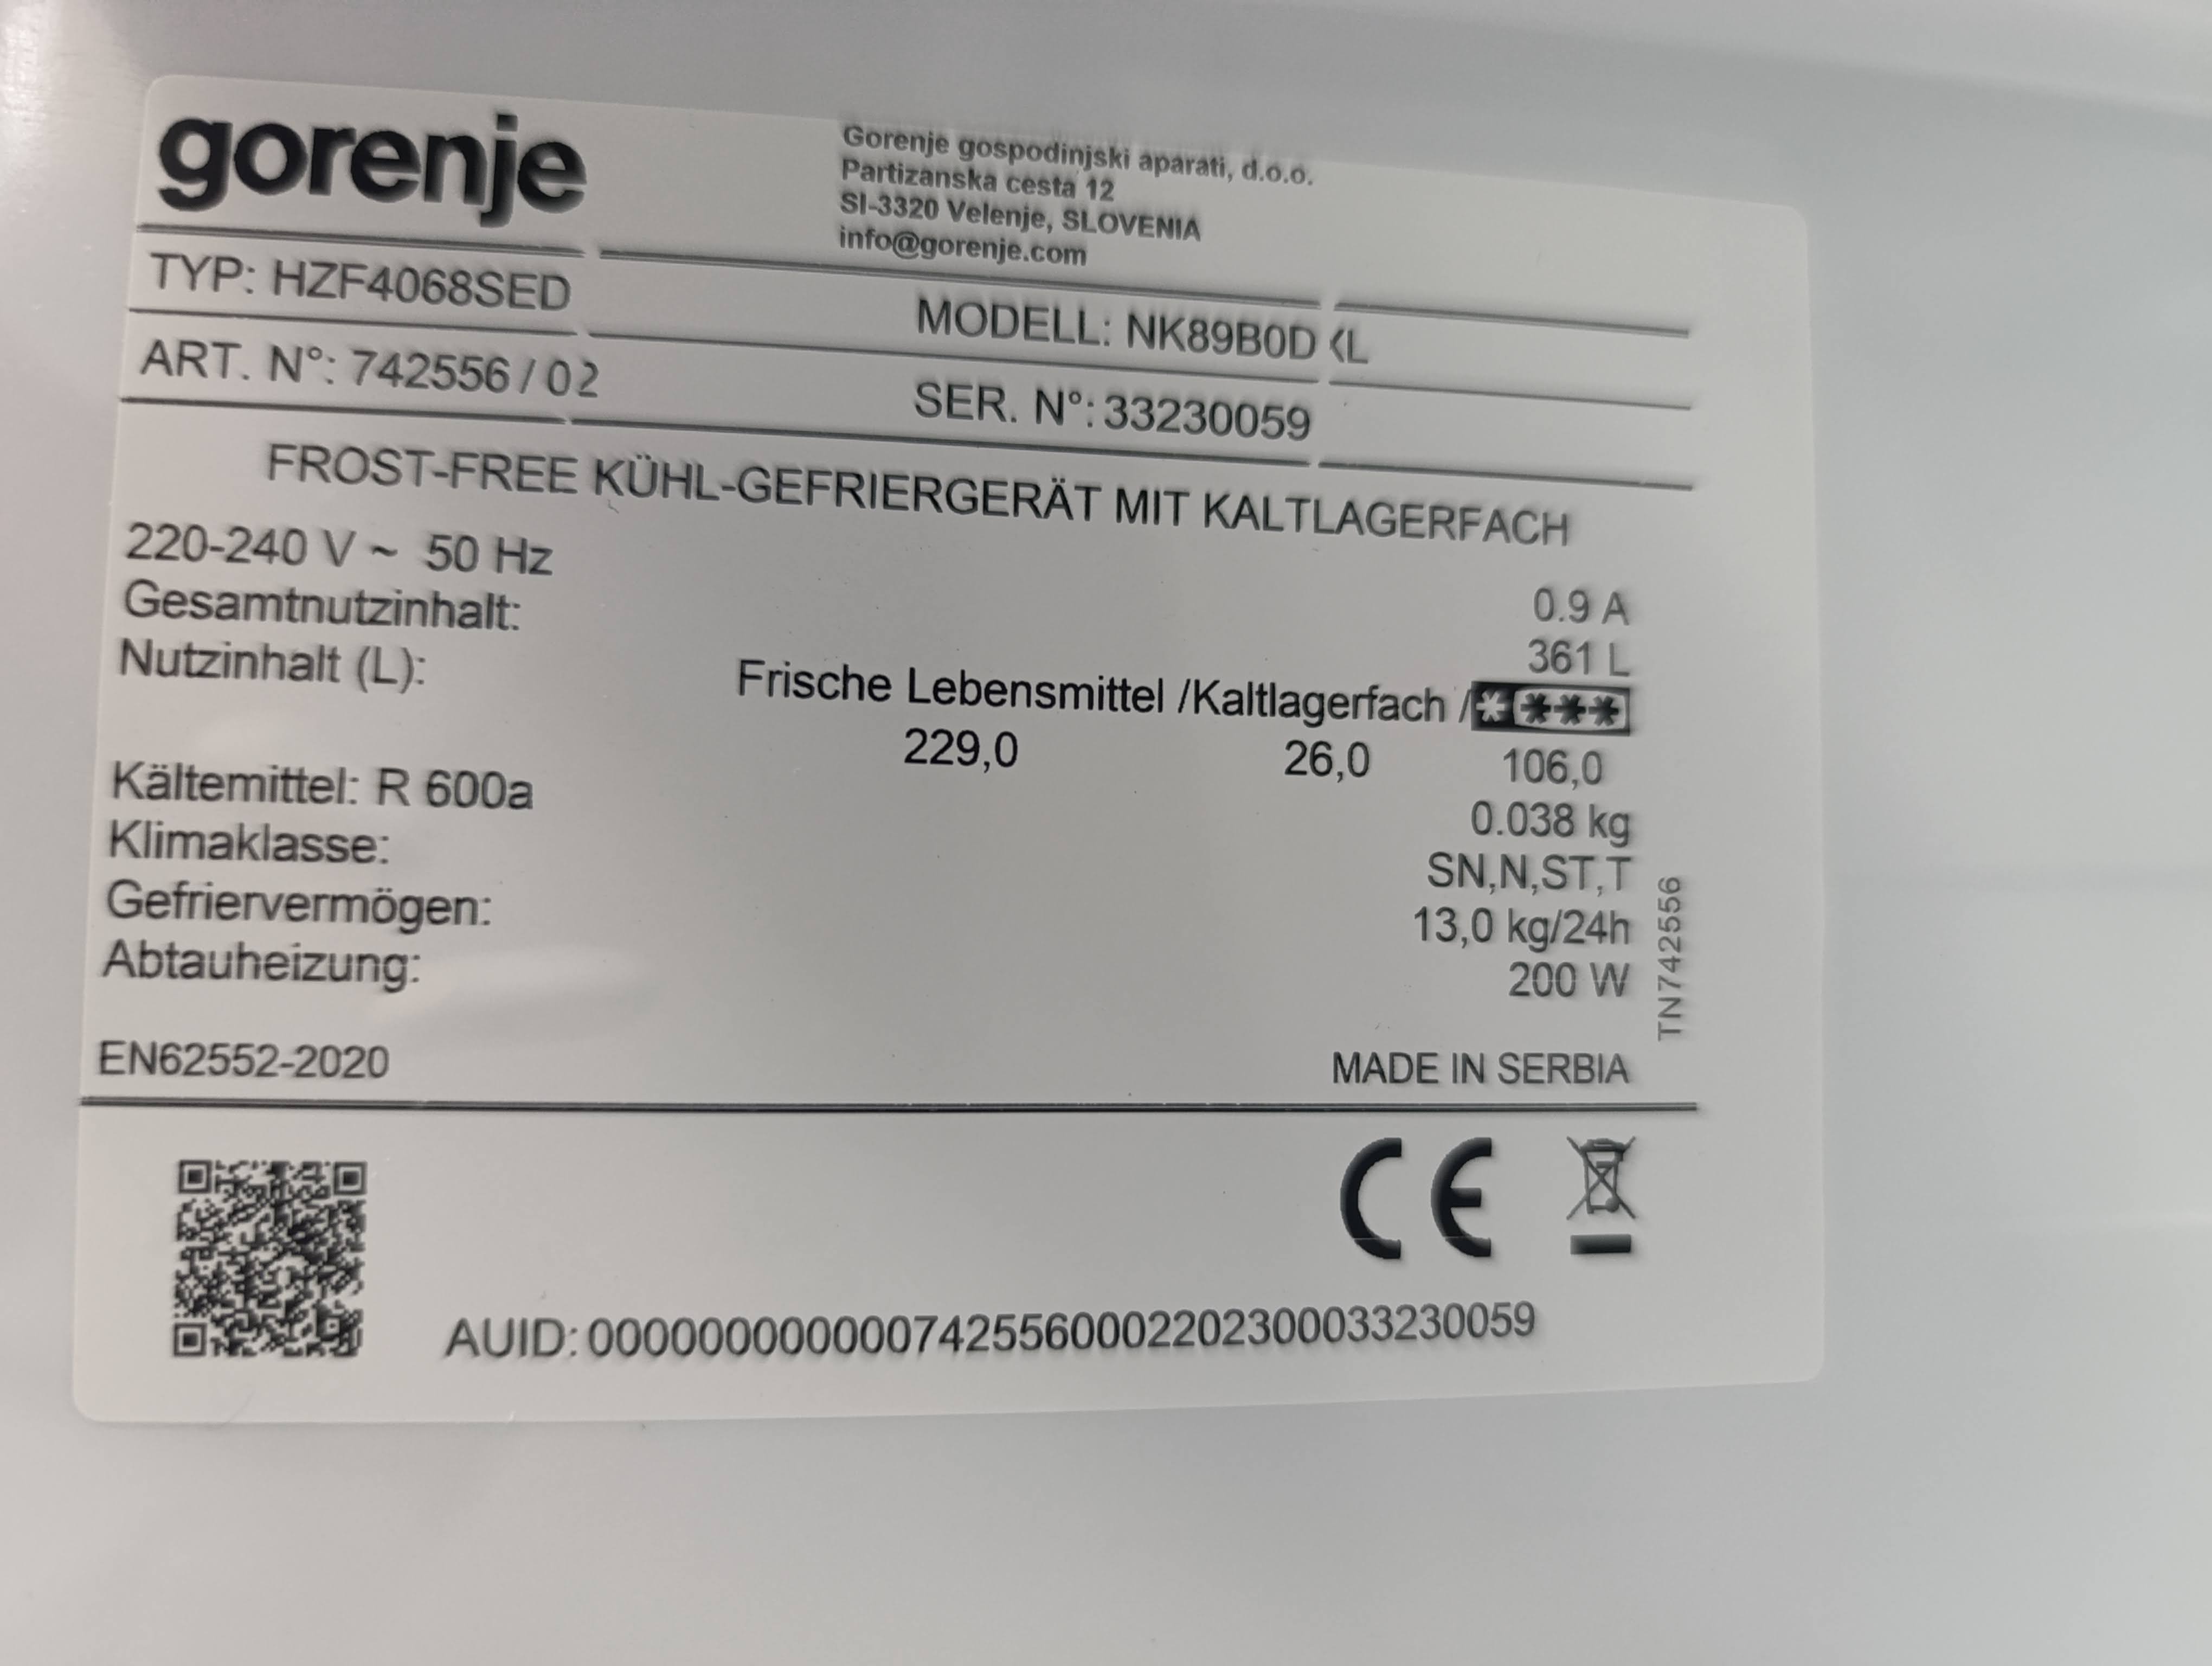 gorenje
Gorenje gospodinjski aparati, d.o.o.
Partizanska cesta 12
SI-3320 Velenje, SLOVENIA
info@gorenje.com
TYP: HZF4068SED
MODELL: NK89B0D
ART. N°: 742556 / 02
SER. N°: 33230059
FROST-FREE KÜHL-GEFRIERGERÄT MIT KALTLAGERFACH
220-240 V ~ 50 Hz 0.9 A
Gesamtnutzinhalt: 361 L
Nutzinhalt (L): Frische Lebensmittel /Kaltlagerfach / ****
229,0 26,0 106,0
Kältemittel: R 600a 0.038 kg
Klimaklasse: SN,N,ST,T
Gefriervermögen: 13,0 kg/24h
Abtauheizung: 200 W
TN742556
EN62552-2020 MADE IN SERBIA
CE
AUID: 0000000000007425560002202300033230059